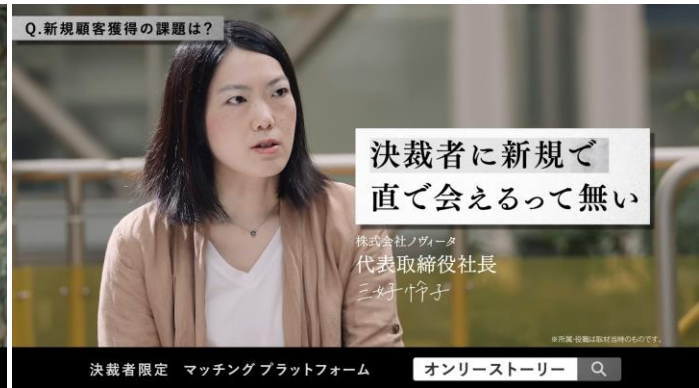 Q.新規顧客獲得の課題は?
決裁者に新規で
直で会えるって無い
株式会社ノヴィータ
代表取締役社長
三好怜子
※所属・役職は取材当時のものです。
決裁者限定 マッチングプラットフォーム
オンリーストーリー